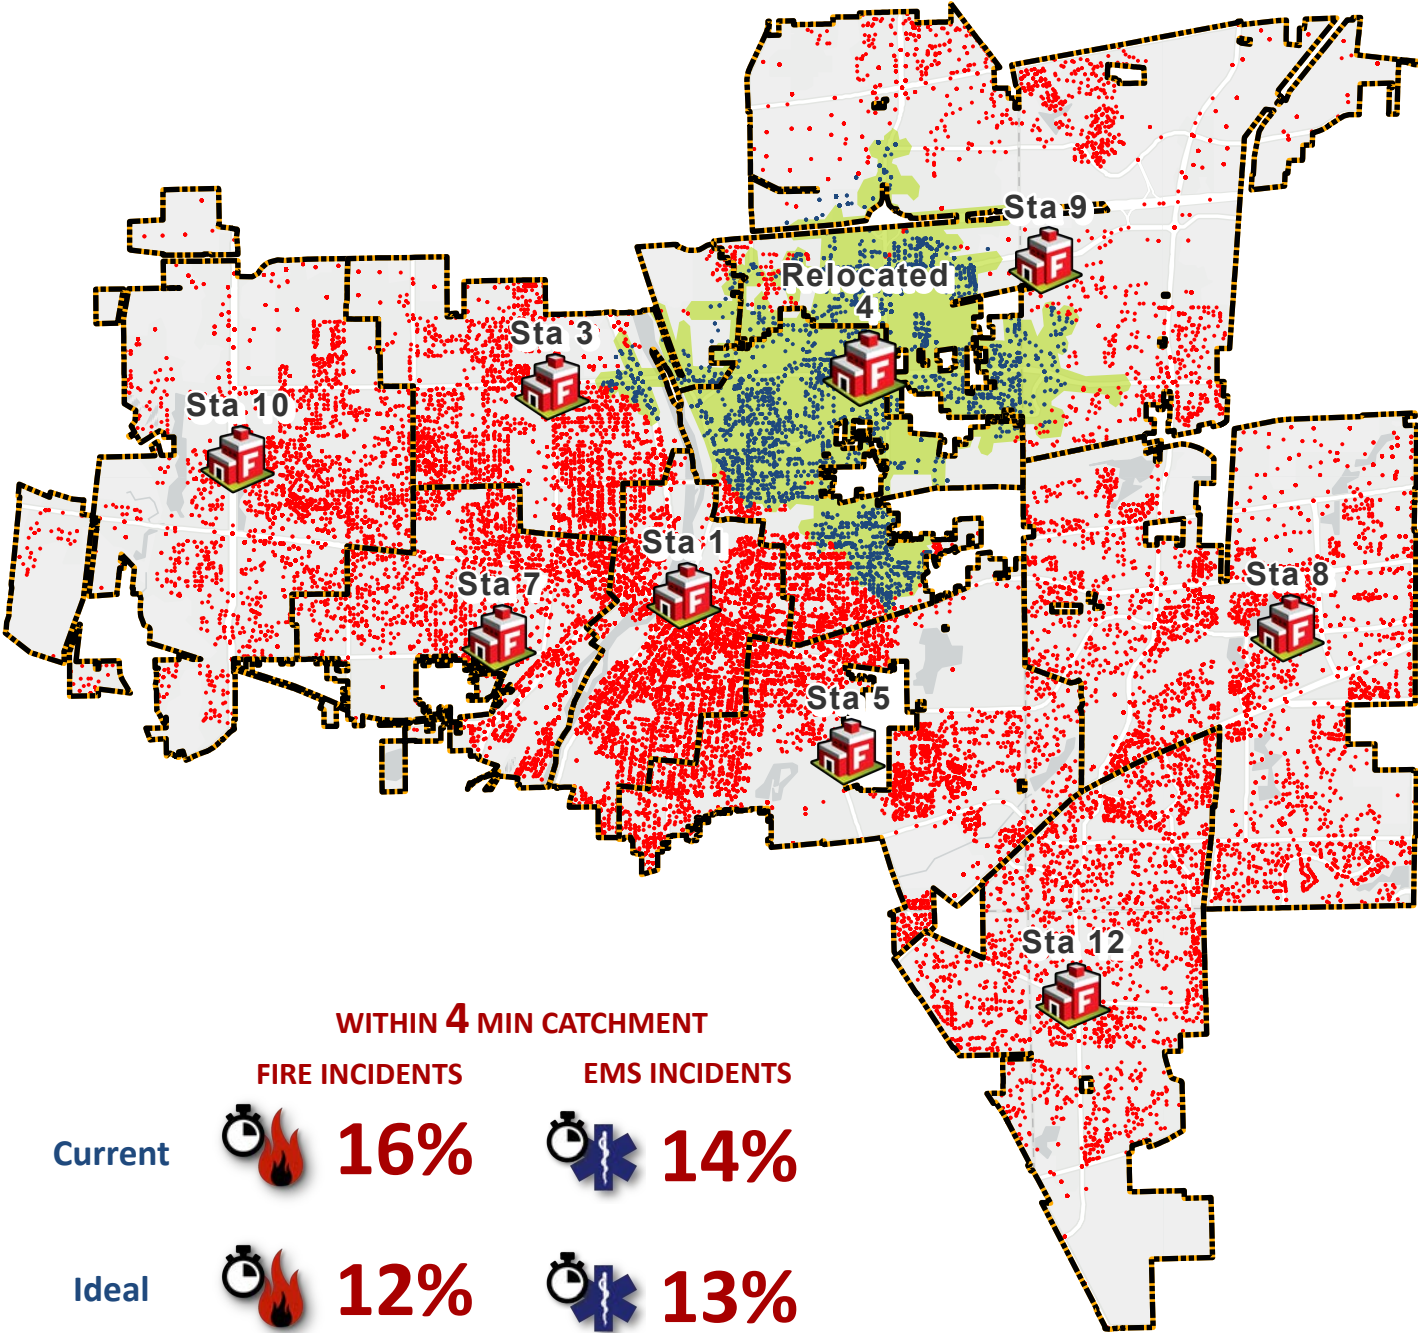 Sta 9
Relocated
4
Sta 3
Sta 10
Sta 1
Sta 7
Sta 8
Sta 5
Sta 12
WITHIN 4 MIN CATCHMENT
FIRE INCIDENTS EMS INCIDENTS
Current 16% 14%
Ideal 12% 13%